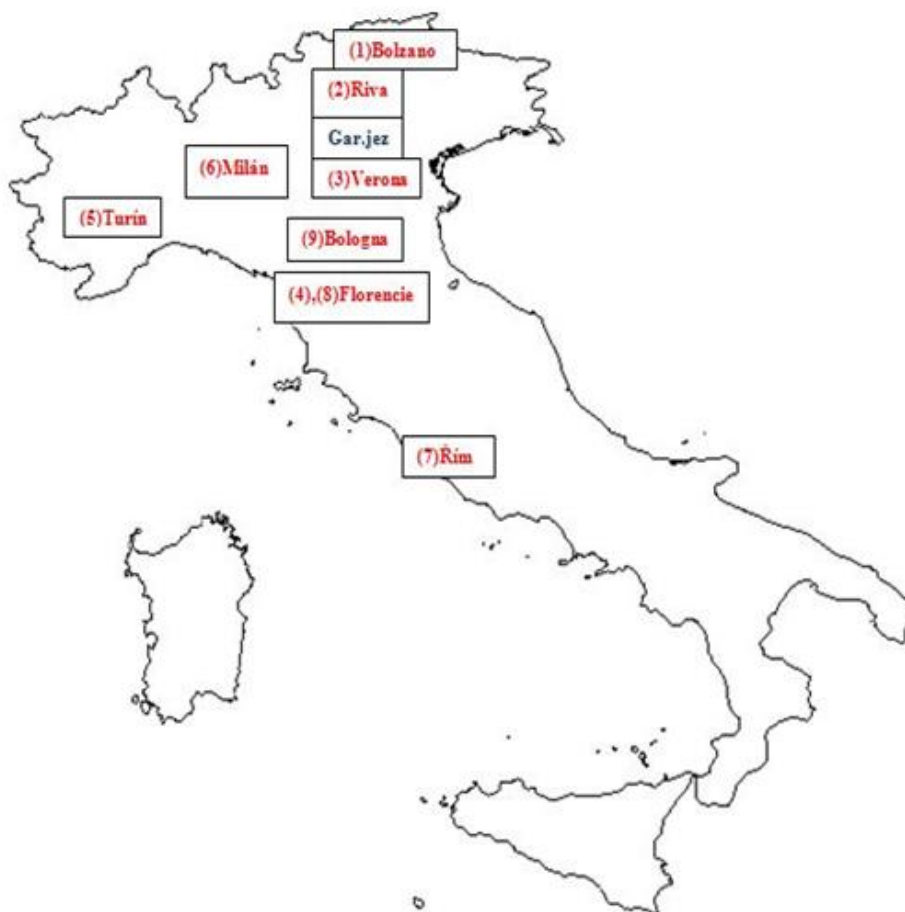 (1)Bolzano
(2)Riva
Gar.jez
(6)Milán
(3)Verona
(5)Turín
(9)Bologna
(4),(8)Florencie
(7)Řím